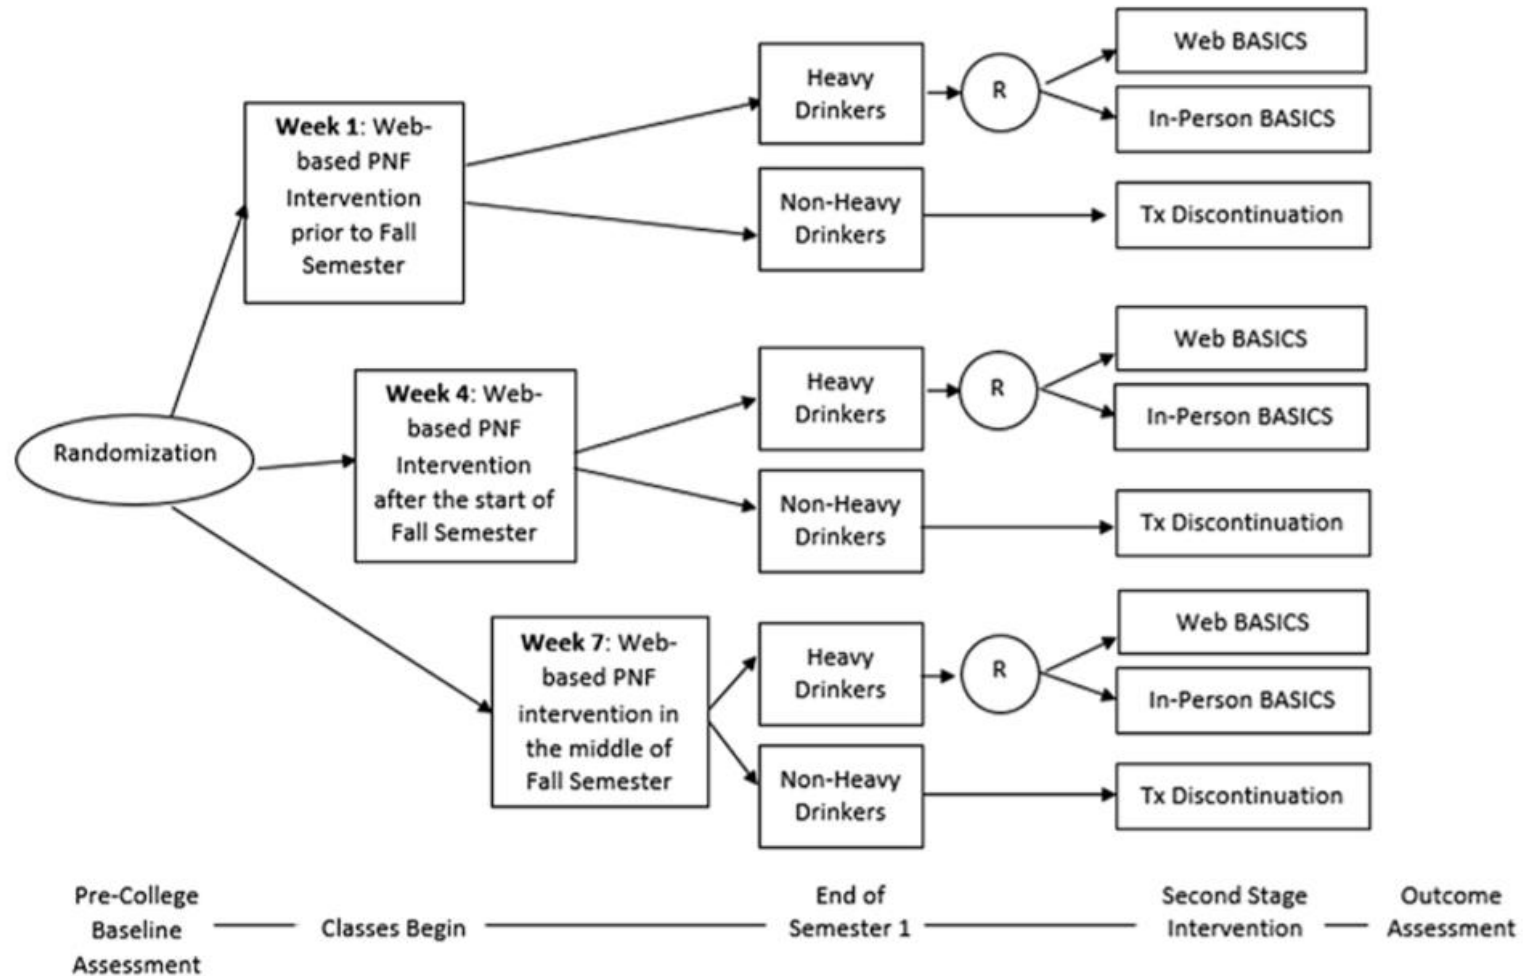 Web BASICS
Heavy
Drinkers
R
In-Person BASICS
Week 1: Web-
based PNF
Intervention
prior to Fall
Semester
Non-Heavy
Drinkers
Tx Discontinuation
Web BASICS
Heavy
Drinkers
R
In-Person BASICS
Week 4: Web-
based PNF
Intervention
after the start of
Fall Semester
Randomization
Non-Heavy
Drinkers
Tx Discontinuation
Web BASICS
Heavy
Drinkers
R
In-Person BASICS
Week 7: Web-
based PNF
intervention in
the middle of
Fall Semester
Non-Heavy
Drinkers
Tx Discontinuation
Pre-College
Baseline
Assessment
Classes Begin
End of
Semester 1
Second Stage
Intervention
Outcome
Assessment